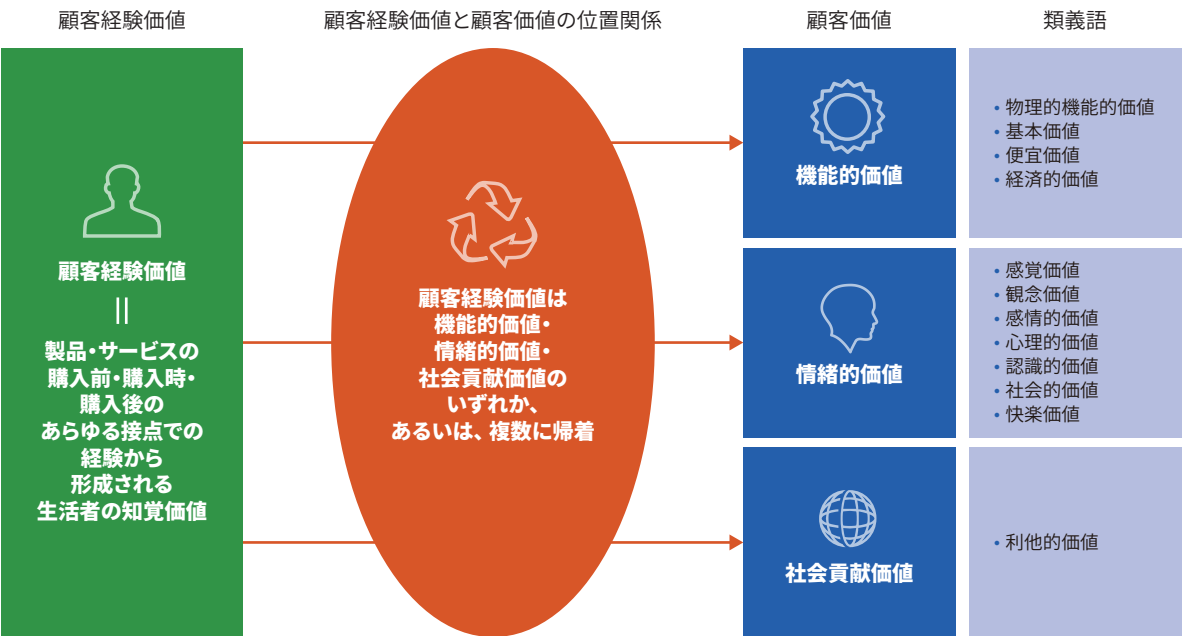 顧客経験価値
顧客経験価値と顧客価値の位置関係
顧客価値
類義語
顧客経験価値
||
製品・サービスの
購入前・購入時・
購入後の
あらゆる接点での
経験から
形成される
生活者の知覚価値
顧客経験価値は
機能的価値・
情緒的価値・
社会貢献価値の
いずれか、
あるいは、複数に帰着
機能的価値
・物理的機能的価値
・基本価値
・便宜価値
・経済的価値
情緒的価値
・感覚価値
・観念価値
・感情的価値
・心理的価値
・認識的価値
・社会的価値
・快楽価値
社会貢献価値
・利他的価値